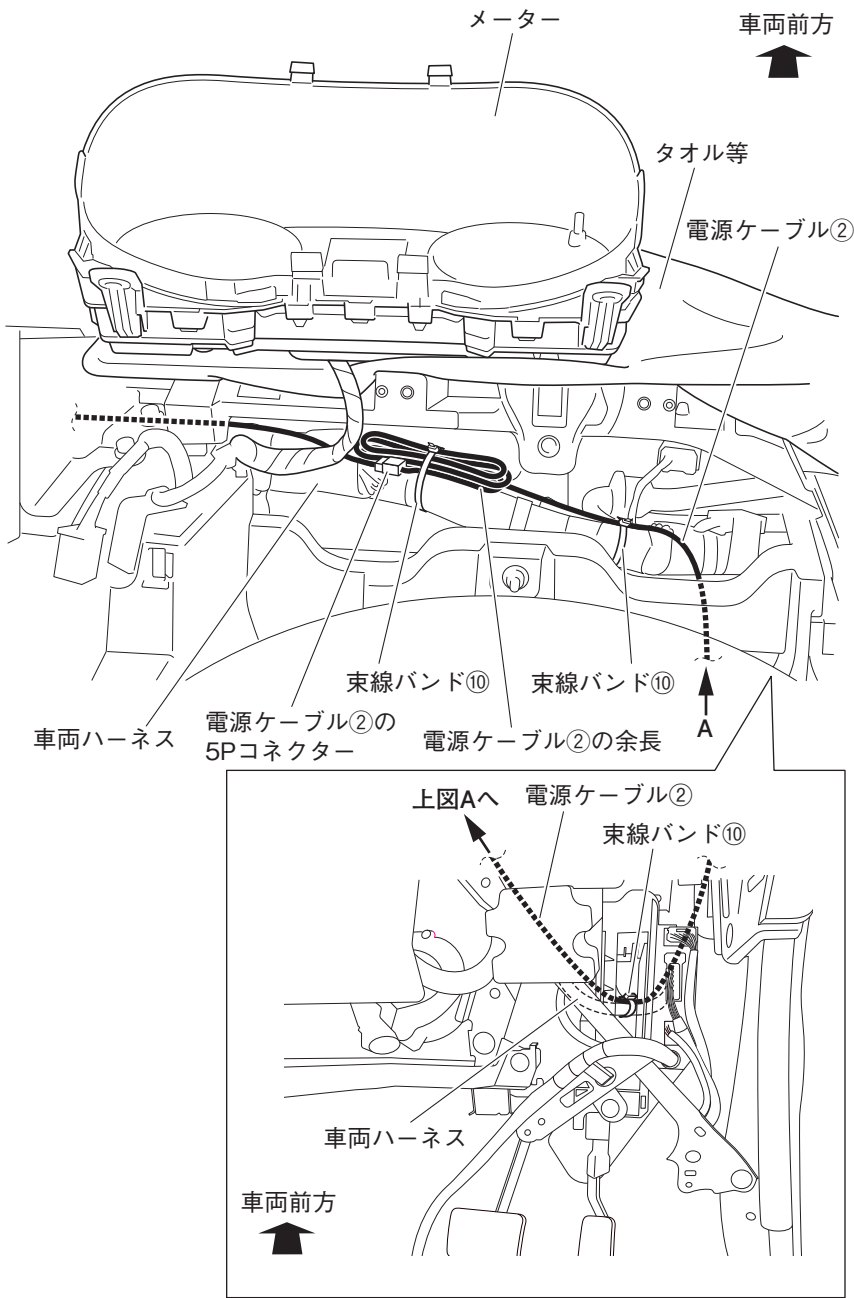 メーター
車両前方
タオル等
電源ケーブル②
束線バンド⑩
束線バンド⑩
A
車両ハーネス
電源ケーブル②の
5Pコネクター
電源ケーブル②の余長
上図Aへ
電源ケーブル②
束線バンド⑩
車両ハーネス
車両前方